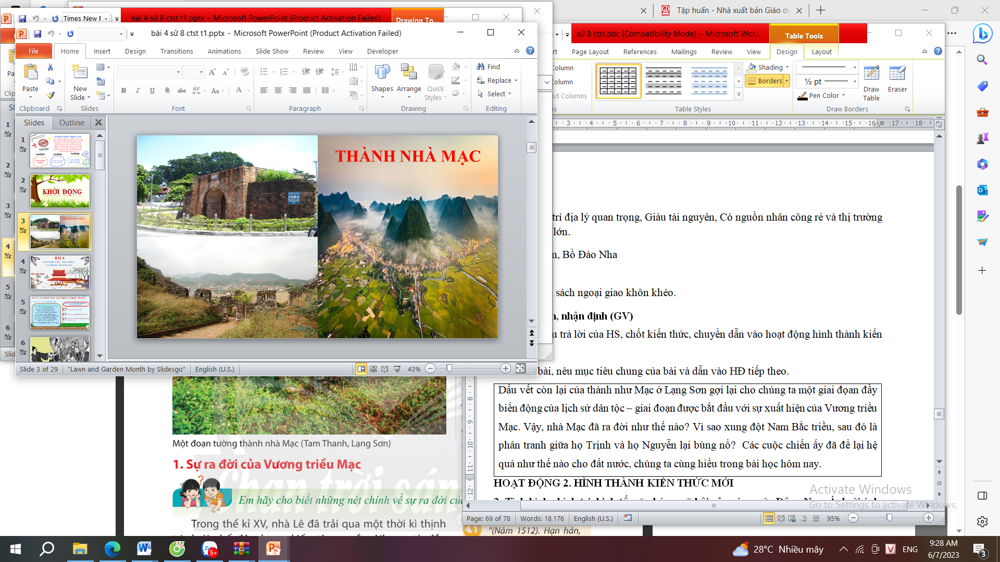 Times New F
bài 4 sử 8 ctst t1.pptx - Microsoft PowerPoint (Product Activation Failed)
Drawing To...
Tập huấn - Nhà xuất bản Giáo dụ
bài 4 sử 8 ctst t1.pptx - Microsoft PowerPoint (Product Activation Failed)
File Home Insert Design Transitions Animations Slide Show Review View Developer
Paste
New Slide
Shapes Arrange Quick Styles
Find
Replace
Select
Clipboard Slides Font Paragraph Drawing Editing
Slides Outline
1
2
KHỞI ĐỘNG
3
THÀNH NHÀ MẠC
4
BÀI 4
5
6
THÀNH NHÀ MẠC
Slide 3 of 29 "Lawn and Garden Month by Slidesgo" English (U.S.) 43%
sử 8 ctst.doc [Compatibility Mode] - Microsoft Wor...
Table Tools
Page Layout References Mailings Review View Design Layout
Shading
Borders
½ pt
Pen Color
Draw Table
Eraser
Table Styles Draw Borders
3 4 5 6 7 8 9 10 11 12 13 14 15 16 17 18
trí địa lý quan trọng, Giàu tài nguyên, Có nguồn nhân công rẻ và thị trường
lớn.
n, Bồ Đào Nha
sách ngoại giao khôn khéo.
n, nhận định (GV)
u trả lời của HS, chốt kiến thức, chuyển dẫn vào hoạt động hình thành kiến
bài, nêu mục tiêu chung của bài và dẫn vào HĐ tiếp theo.
Dấu vết còn lại của thành như Mạc ở Lạng Sơn gợi lại cho chúng ta một giai đọan đầy
biến động của lịch sử dân tộc – giai đoạn được bắt đầu với sự xuất hiện của Vương triều
Mạc. Vậy, nhà Mạc đã ra đời như thế nào? Vì sao xung đột Nam Bắc triều, sau đó là
phân tranh giữa họ Trịnh và họ Nguyễn lại bùng nổ? Các cuộc chiến ấy đã để lại hệ
quả như thế nào cho đất nước, chúng ta cùng hiểu trong bài học hôm nay.
HOẠT ĐỘNG 2. HÌNH THÀNH KIẾN THỨC MỚI
Activate Windows
Go to Settings to activate Windows.
Page: 69 of 78 Words: 18,176 English (U.S.) 95%
Một đoạn tường thành nhà Mạc (Tam Thanh, Lạng Sơn)
1. Sự ra đời của Vương triều Mạc
Chân trời sán
Em hãy cho biết những nét chính về sự ra đời củ
Trong thế kỉ XV, nhà Lê đã trải qua một thời kì thịnh
4.1 "(Năm 1512). Hạn hán,
5+
28°C Nhiều mây
ENG
9:28 AM
6/7/2023
3